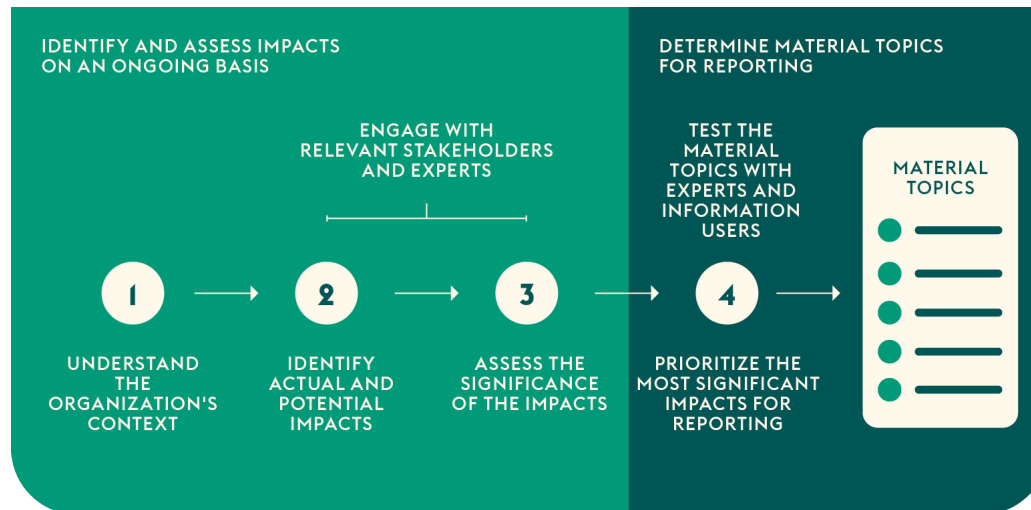 IDENTIFY AND ASSESS IMPACTS
ON AN ONGOING BASIS
DETERMINE MATERIAL TOPICS
FOR REPORTING
ENGAGE WITH
RELEVANT STAKEHOLDERS
AND EXPERTS
TEST THE
MATERIAL
TOPICS WITH
EXPERTS AND
INFORMATION
USERS
1
UNDERSTAND
THE
ORGANIZATION'S
CONTEXT
2
IDENTIFY
ACTUAL AND
POTENTIAL
IMPACTS
3
ASSESS THE
SIGNIFICANCE
OF THE IMPACTS
4
PRIORITIZE THE
MOST SIGNIFICANT
IMPACTS FOR
REPORTING
MATERIAL
TOPICS